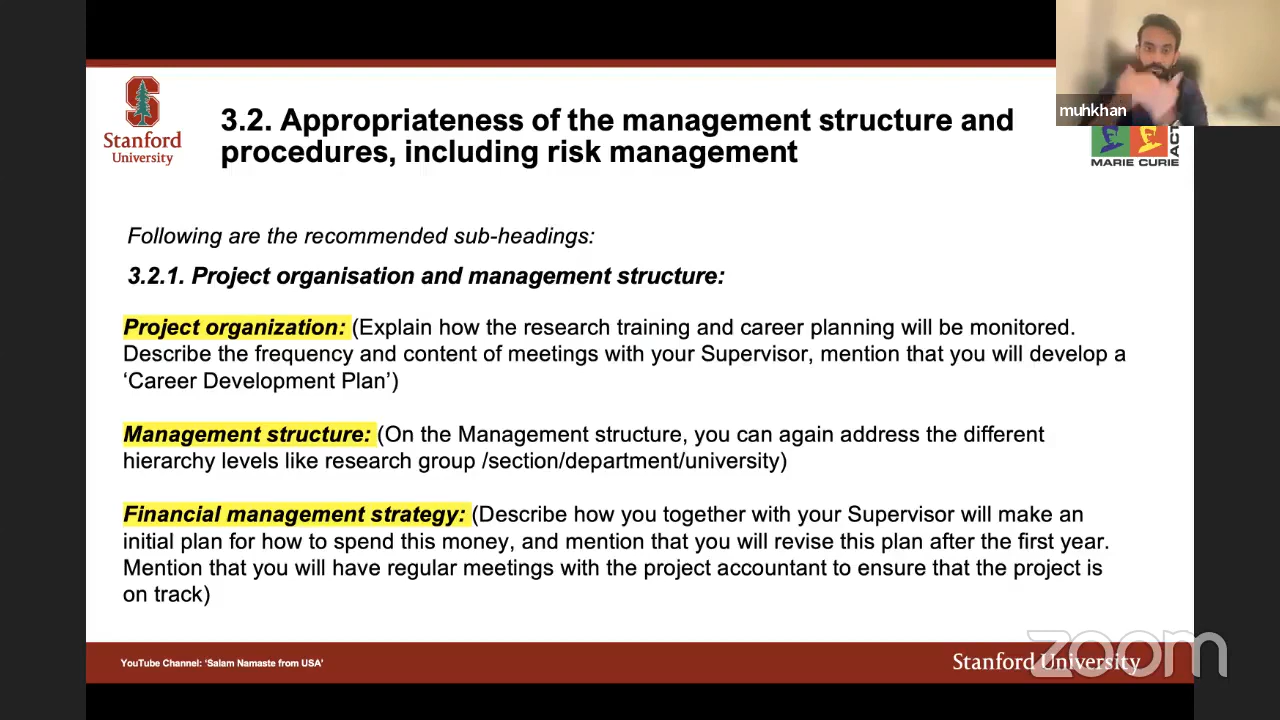 muhkhan
Stanford
University
3.2. Appropriateness of the management structure and
procedures, including risk management
MARIE CURIE
Following are the recommended sub-headings:
3.2.1. Project organisation and management structure:
Project organization: (Explain how the research training and career planning will be monitored.
Describe the frequency and content of meetings with your Supervisor, mention that you will develop a
‘Career Development Plan’)
Management structure: (On the Management structure, you can again address the different
hierarchy levels like research group /section/department/university)
Financial management strategy: (Describe how you together with your Supervisor will make an
initial plan for how to spend this money, and mention that you will revise this plan after the first year.
Mention that you will have regular meetings with the project accountant to ensure that the project is
on track)
YouTube Channel: ‘Salam Namaste from USA’
Stanford University
zoom